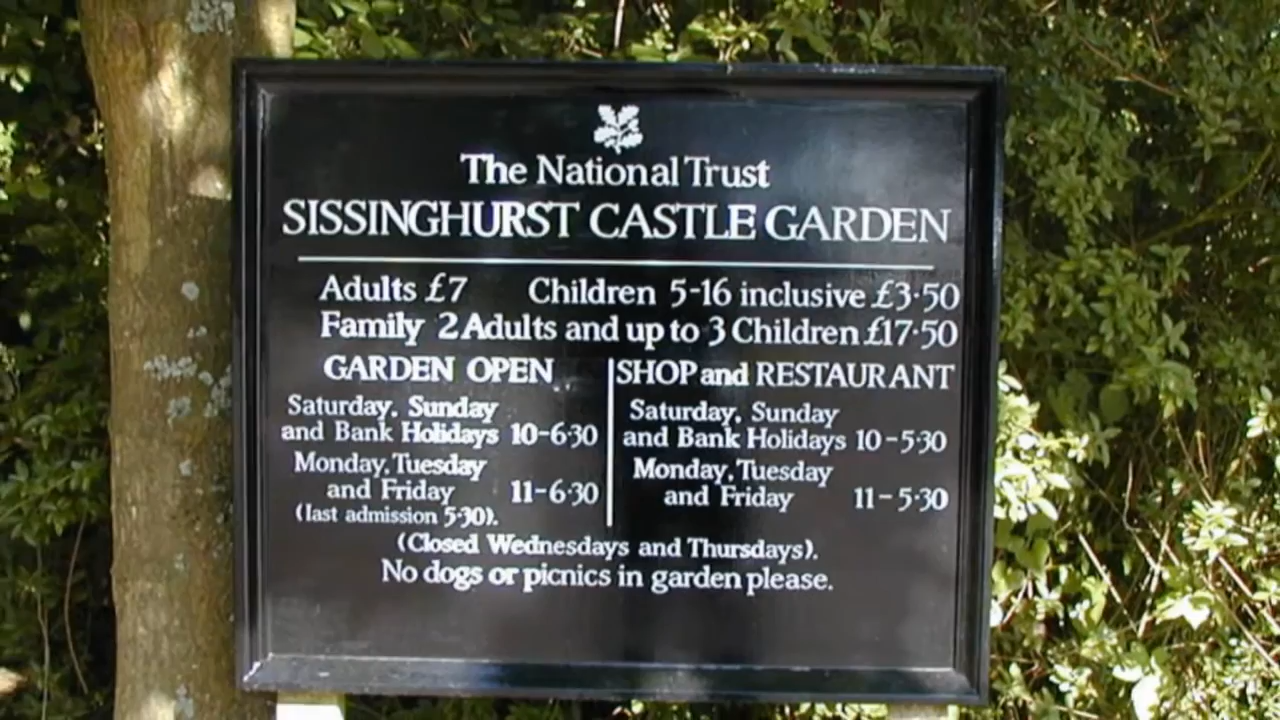 The National Trust
SISSINGHURST CASTLE GARDEN
Adults £7 Children 5-16 inclusive £3·50
Family 2 Adults and up to 3 Children £17·50
GARDEN OPEN
Saturday, Sunday
and Bank Holidays 10-6·30
Monday, Tuesday
and Friday 11-6·30
(last admission 5·30).
SHOP and RESTAURANT
Saturday, Sunday
and Bank Holidays 10-5·30
Monday, Tuesday
and Friday 11-5·30
(Closed Wednesdays and Thursdays).
No dogs or picnics in garden please.